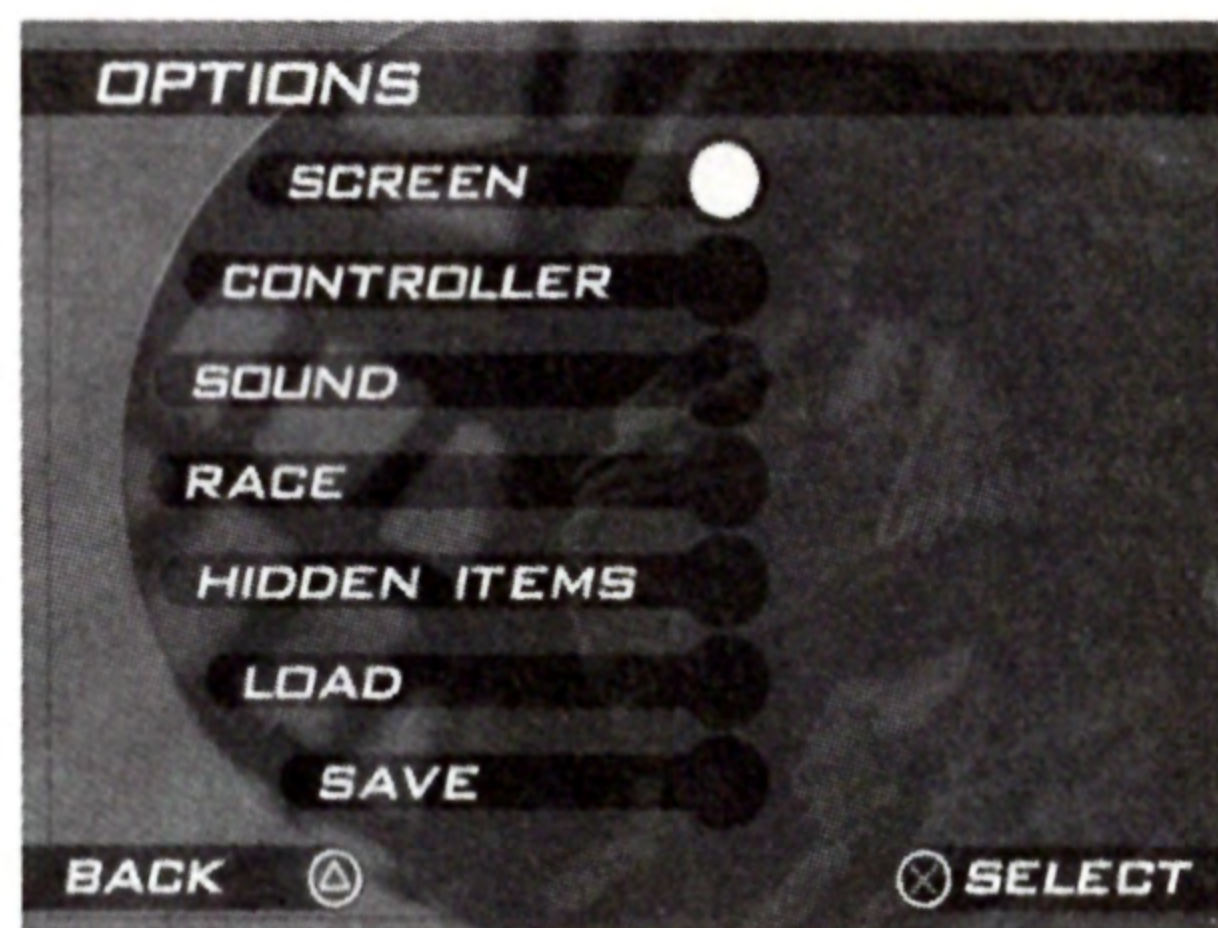 OPTIONS
SCREEN
CONTROLLER
SOUND
RACE
HIDDEN ITEMS
LOAD
SAVE
BACK SELECT